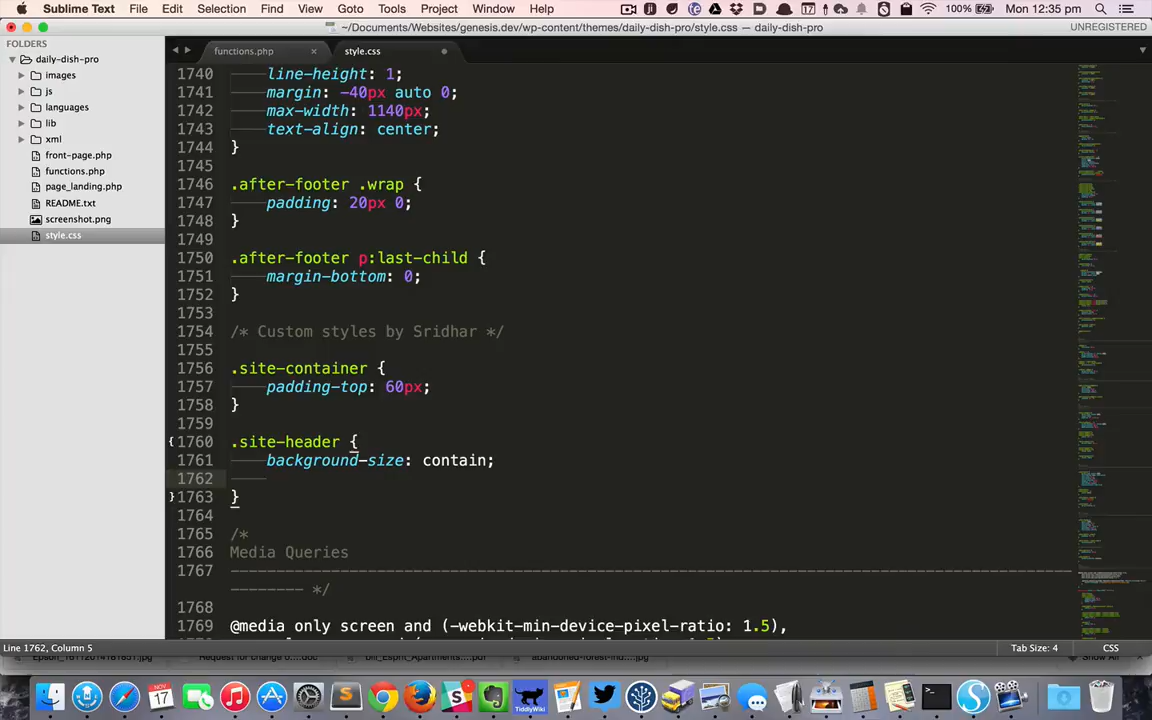 Sublime Text File Edit Selection Find View Goto Tools Project Window Help 100% Mon 12:35 pm
~/Documents/Websites/genesis.dev/wp-content/themes/daily-dish-pro/style.css — daily-dish-pro UNREGISTERED
FOLDERS
daily-dish-pro
images
js
languages
lib
xml
front-page.php
functions.php
page_landing.php
README.txt
screenshot.png
style.css
functions.php style.css
1740 line-height: 1;
1741 margin: -40px auto 0;
1742 max-width: 1140px;
1743 text-align: center;
1744 }
1745
1746 .after-footer .wrap {
1747 padding: 20px 0;
1748 }
1749
1750 .after-footer p:last-child {
1751 margin-bottom: 0;
1752 }
1753
1754 /* Custom styles by Sridhar */
1755
1756 .site-container {
1757 padding-top: 60px;
1758 }
1759
1760 .site-header {
1761 background-size: contain;
1762
1763 }
1764
1765 /*
1766 Media Queries
1767 ----------------------------------------------------------------------------------------
-------- */
1768
1769 @media only screen and (-webkit-min-device-pixel-ratio: 1.5),
Line 1762, Column 5 Tab Size: 4 CSS
17
TiddlyWiki